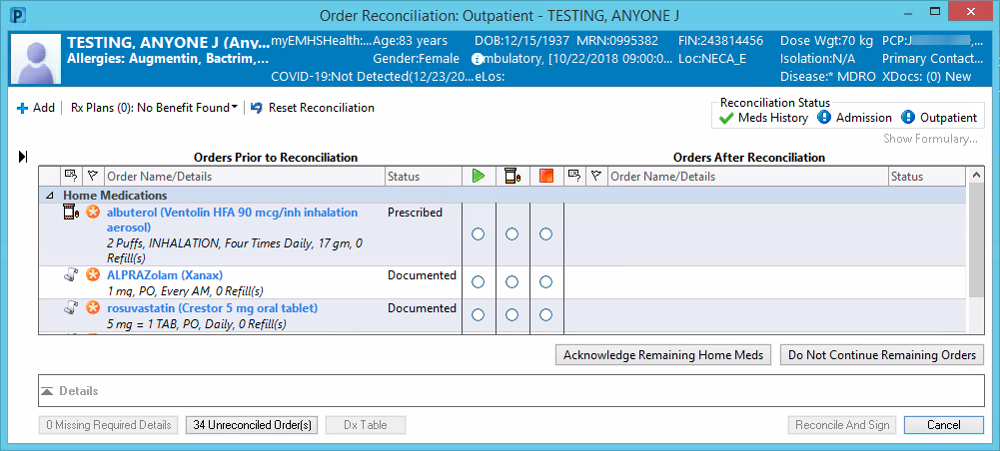 Order Reconciliation: Outpatient - TESTING, ANYONE J
TESTING, ANYONE J (Any... myEMHSHealth:... Age:83 years DOB:12/15/1937 MRN:0995382 FIN:243814456 Dose Wgt:70 kg PCP:J
Allergies: Augmentin, Bactrim,... Gender:Female Ambulatory, [10/22/2018 09:00:0... Loc:NECA_E Isolation:N/A Primary Contact...
COVID-19:Not Detected(12/23/20... eLos: Disease:* MDRO XDocs: (0) New
Add Rx Plans (0): No Benefit Found Reset Reconciliation
Reconciliation Status
Meds History Admission Outpatient
Show Formulary...
Orders Prior to Reconciliation Orders After Reconciliation
Order Name/Details Status Order Name/Details Status
Home Medications
albuterol (Ventolin HFA 90 mcg/inh inhalation Prescribed
aerosol)
2 Puffs, INHALATION, Four Times Daily, 17 gm, 0
Refill(s)
ALPRAZolam (Xanax) Documented
1 mg, PO, Every AM, 0 Refill(s)
rosuvastatin (Crestor 5 mg oral tablet) Documented
5 mg = 1 TAB, PO, Daily, 0 Refill(s)
Acknowledge Remaining Home Meds Do Not Continue Remaining Orders
Details
0 Missing Required Details 34 Unreconciled Order(s) Dx Table Reconcile And Sign Cancel